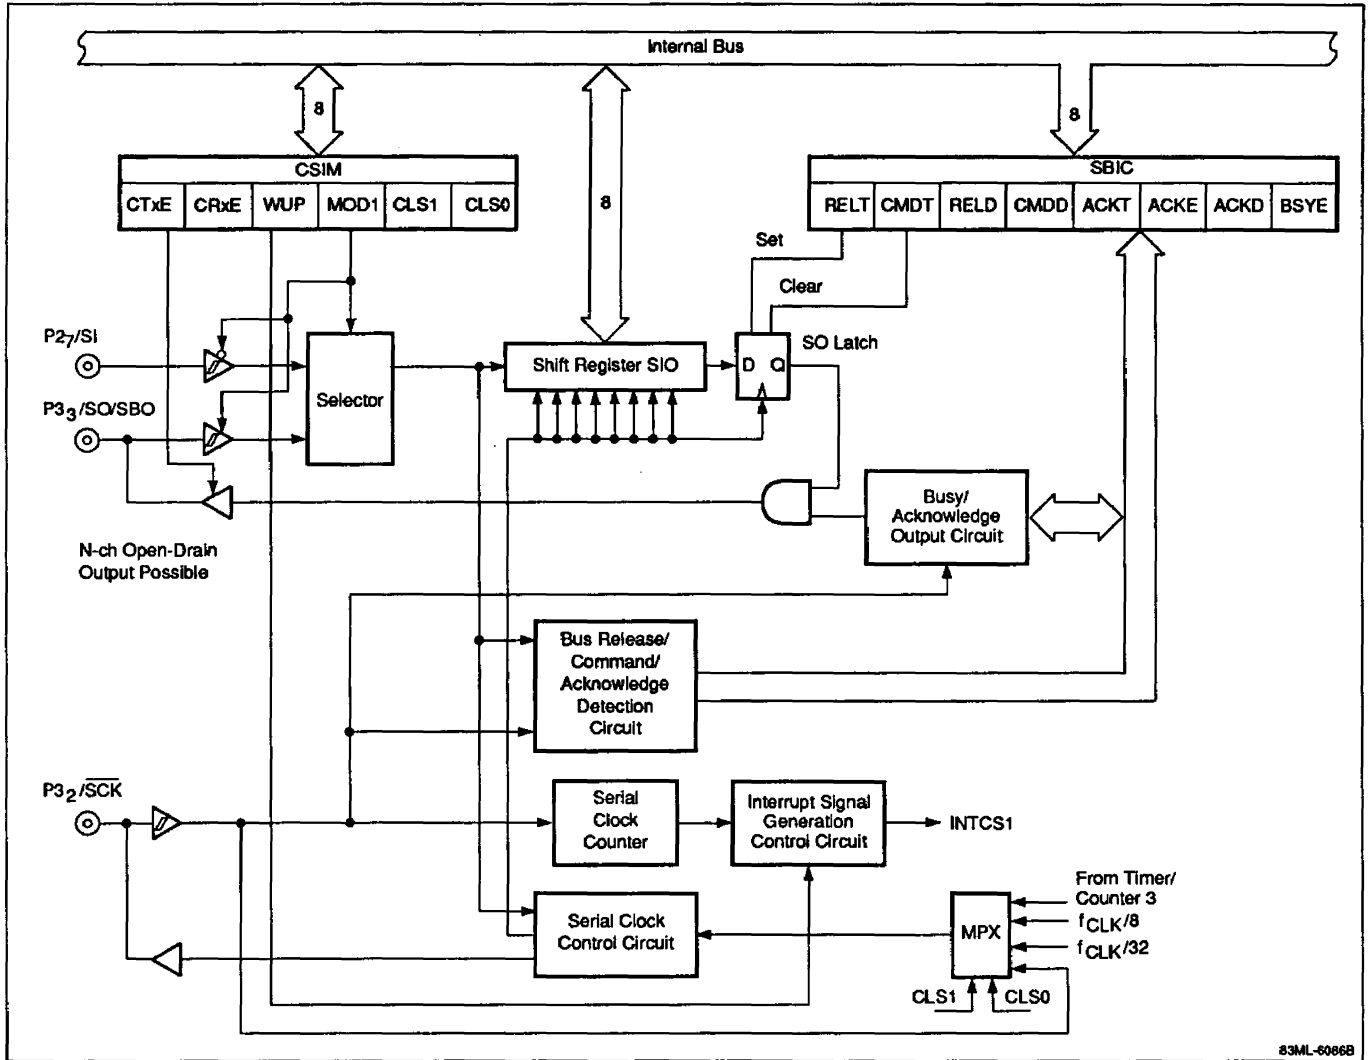 Internal Bus
8
8
8
CSIM
CTxE CRxE WUP MOD1 CLS1 CLS0
SBIC
RELT CMDT RELD CMDD ACKT ACKE ACKD BSYE
Set
Clear
P2₇/SI
Selector
Shift Register SIO
D Q
SO Latch
P3₃/SO/SBO
N-ch Open-Drain
Output Possible
Busy/
Acknowledge
Output Circuit
Bus Release/
Command/
Acknowledge
Detection
Circuit
P3₂/S̅C̅K̅
Serial
Clock
Counter
Interrupt Signal
Generation
Control Circuit
INTCS1
Serial Clock
Control Circuit
MPX
From Timer/
Counter 3
fCLK/8
fCLK/32
CLS1 CLS0
83ML-6086B